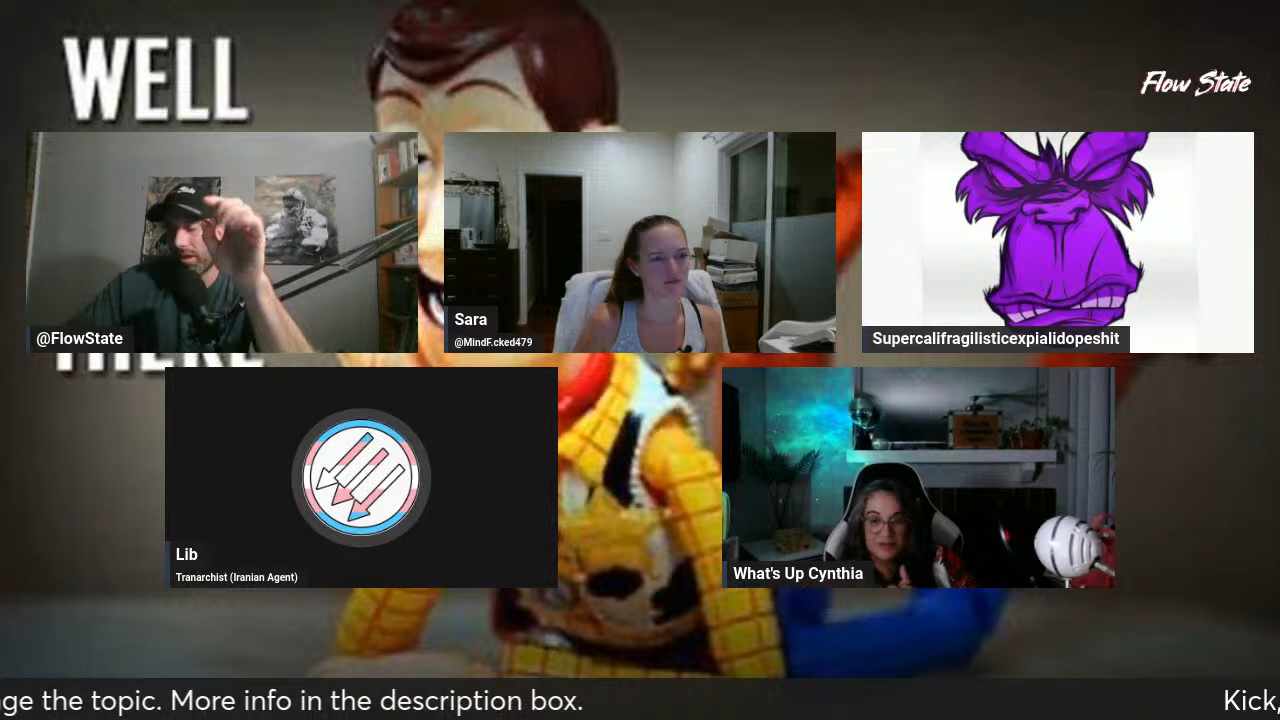 WELL
Flow State
@FlowState
Sara
@MindF.cked479
Supercalifragilisticexpialidopeshit
THERE
Lib
Tranarchist (Iranian Agent)
What's Up Cynthia
ge the topic. More info in the description box.
Kick,